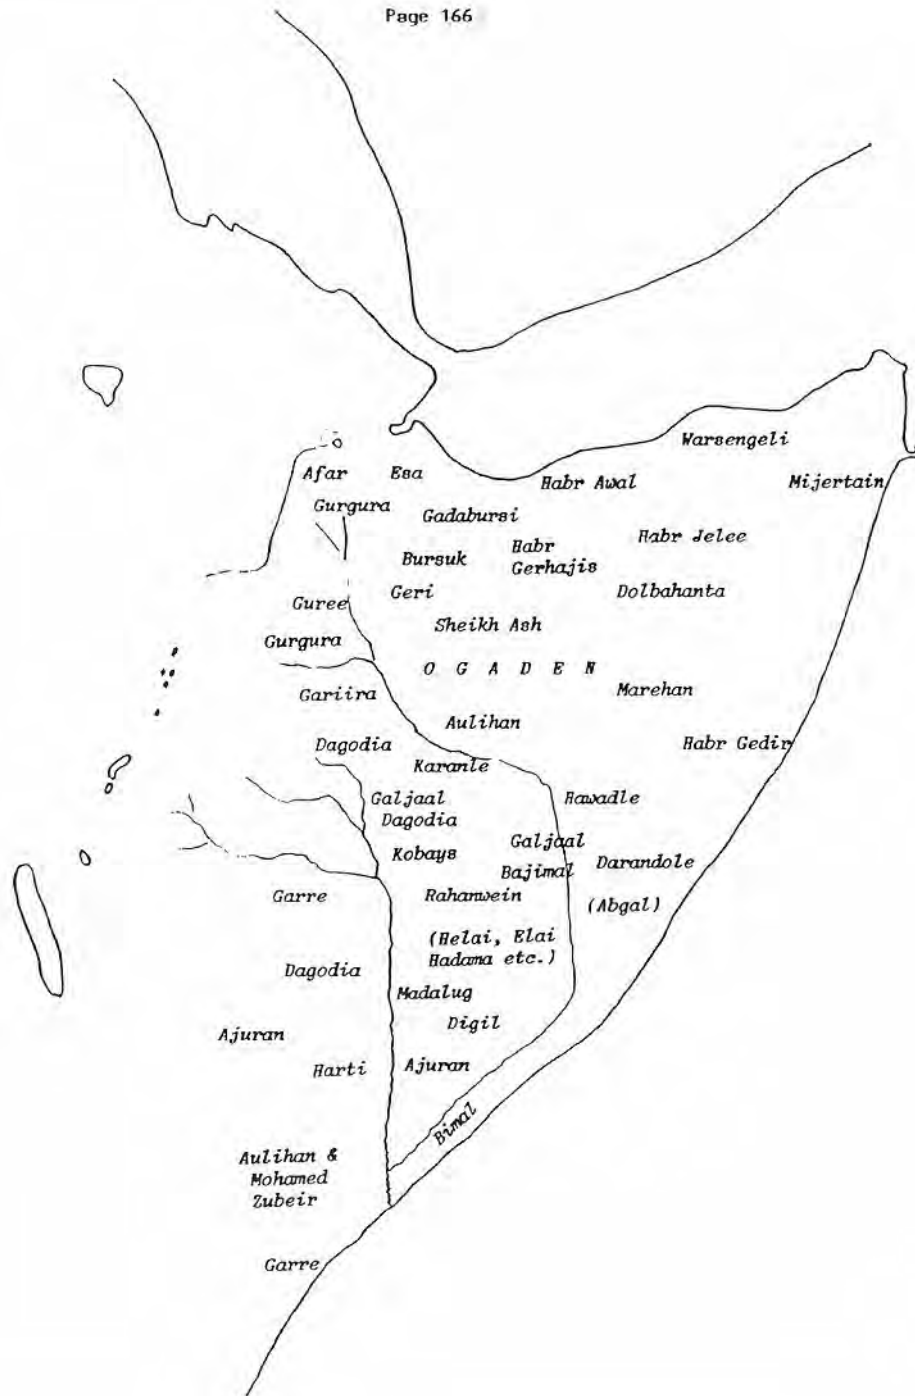 Page 166
Warsengeli
Afar
Esa
Habr Awal
Mijertain
Gurgura
Gadabursi
Habr Jelee
Bursuk
Habr
Gerhajis
Geri
Dolbahanta
Guree
Sheikh Ash
Gurgura
O G A D E N
Gariira
Marehan
Aulihan
Dagodia
Habr Gedir
Karanle
Galjaal
Dagodia
Hawadle
Galjaal
Kobays
Bajimal
Darandole
Garre
Rahanwein
(Abgal)
(Helai, Elai
Hadama etc.)
Dagodia
Madalug
Digil
Ajuran
Harti
Ajuran
Bimal
Aulihan &
Mohamed
Zubeir
Garre